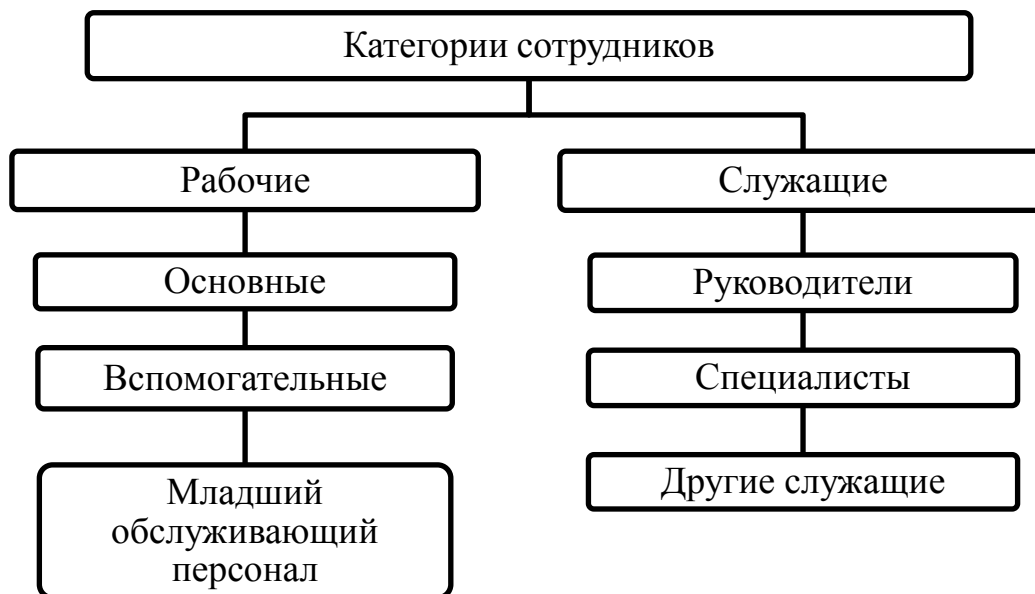 Категории сотрудников
Рабочие
Служащие
Основные
Руководители
Вспомогательные
Специалисты
Младший
обслуживающий
персонал
Другие служащие